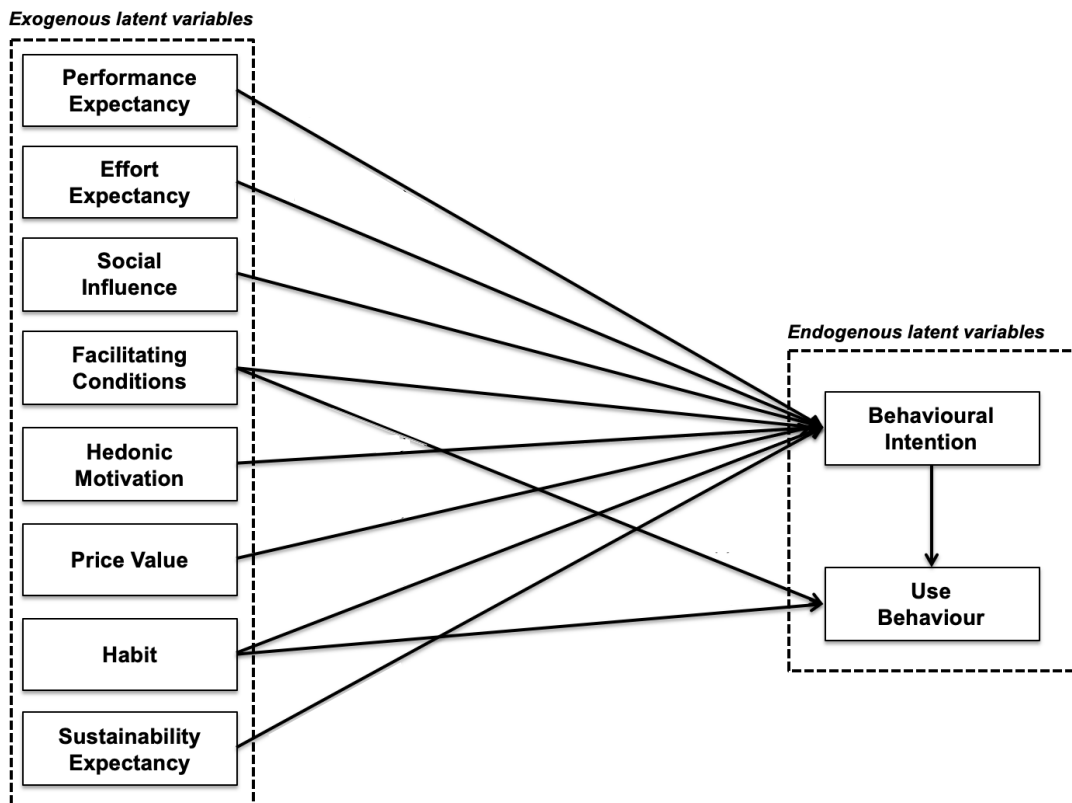 Exogenous latent variables
Performance
Expectancy
Effort
Expectancy
Social
Influence
Facilitating
Conditions
Hedonic
Motivation
Price Value
Habit
Sustainability
Expectancy
Endogenous latent variables
Behavioural
Intention
Use
Behaviour